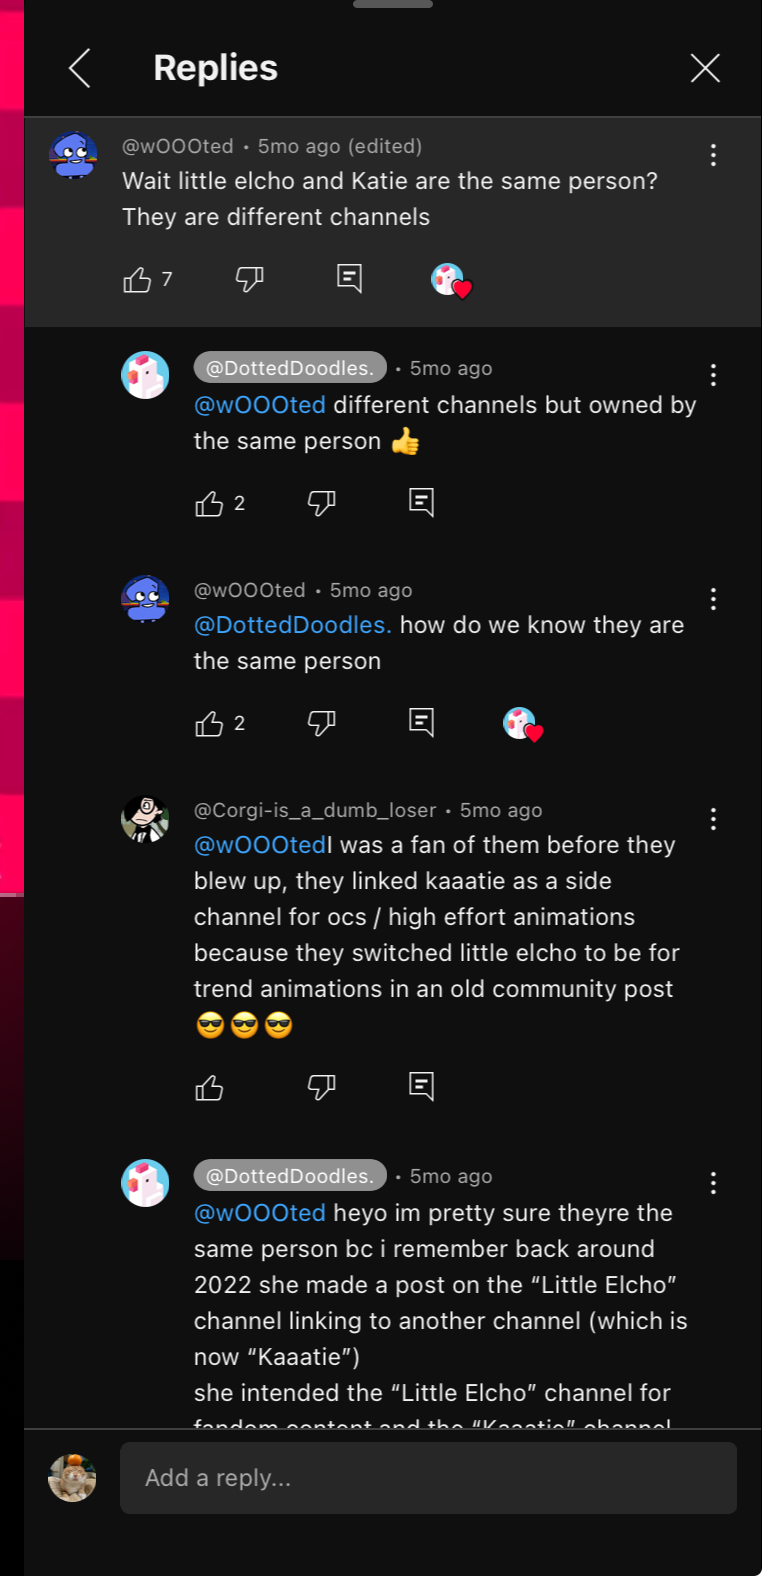 Replies
@wOOOted • 5mo ago (edited)
Wait little elcho and Katie are the same person?
They are different channels
7
@DottedDoodles. • 5mo ago
@wOOOted different channels but owned by
the same person 👍
2
@wOOOted • 5mo ago
@DottedDoodles. how do we know they are
the same person
2
@Corgi-is_a_dumb_loser • 5mo ago
@wOOOtedI was a fan of them before they
blew up, they linked kaaatie as a side
channel for ocs / high effort animations
because they switched little elcho to be for
trend animations in an old community post
😎😎😎
@DottedDoodles. • 5mo ago
@wOOOted heyo im pretty sure theyre the
same person bc i remember back around
2022 she made a post on the “Little Elcho”
channel linking to another channel (which is
now “Kaaatie”)
she intended the “Little Elcho” channel for
fandom content and the “Kaaatie” channel
Add a reply...